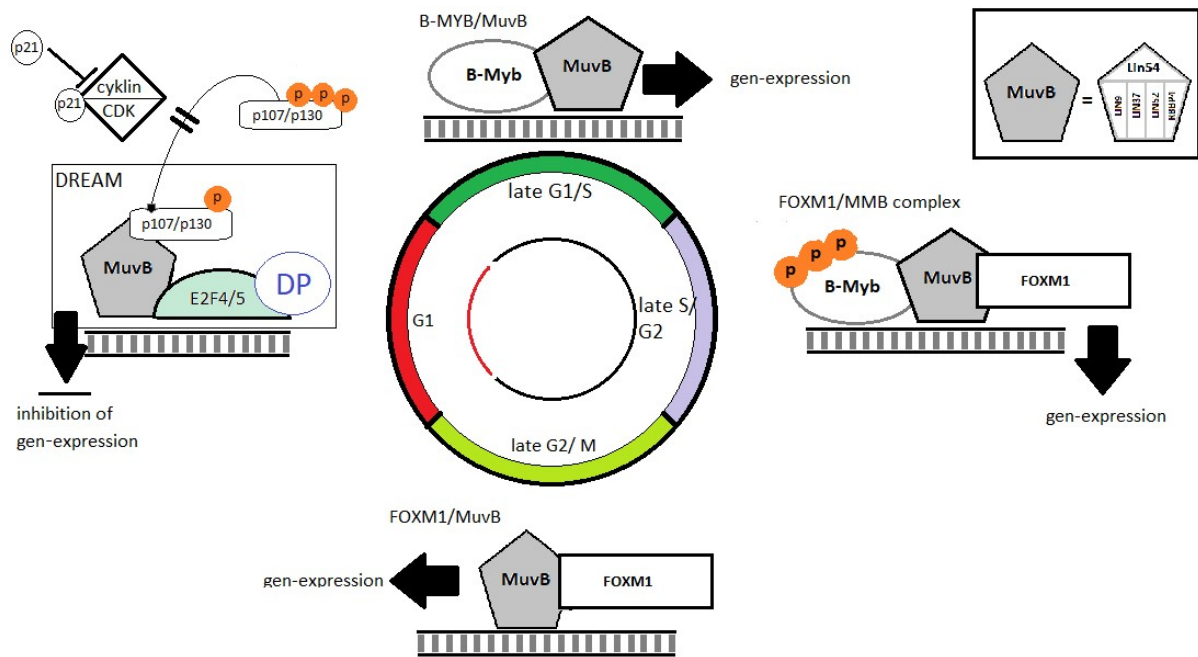 p21
p21
cyklin
CDK
p
p
p
p107/p130
DREAM
p
p107/p130
MuvB
E2F4/5
DP
inhibition of
gen-expression
B-MYB/MuvB
B-Myb
MuvB
gen-expression
MuvB
=
Lin54
LIN9
LIN37
LIN52
RBBP4
late G1/S
G1
late S/
G2
late G2/ M
FOXM1/MMB complex
p
p
p
B-Myb
MuvB
FOXM1
gen-expression
FOXM1/MuvB
gen-expression
MuvB
FOXM1